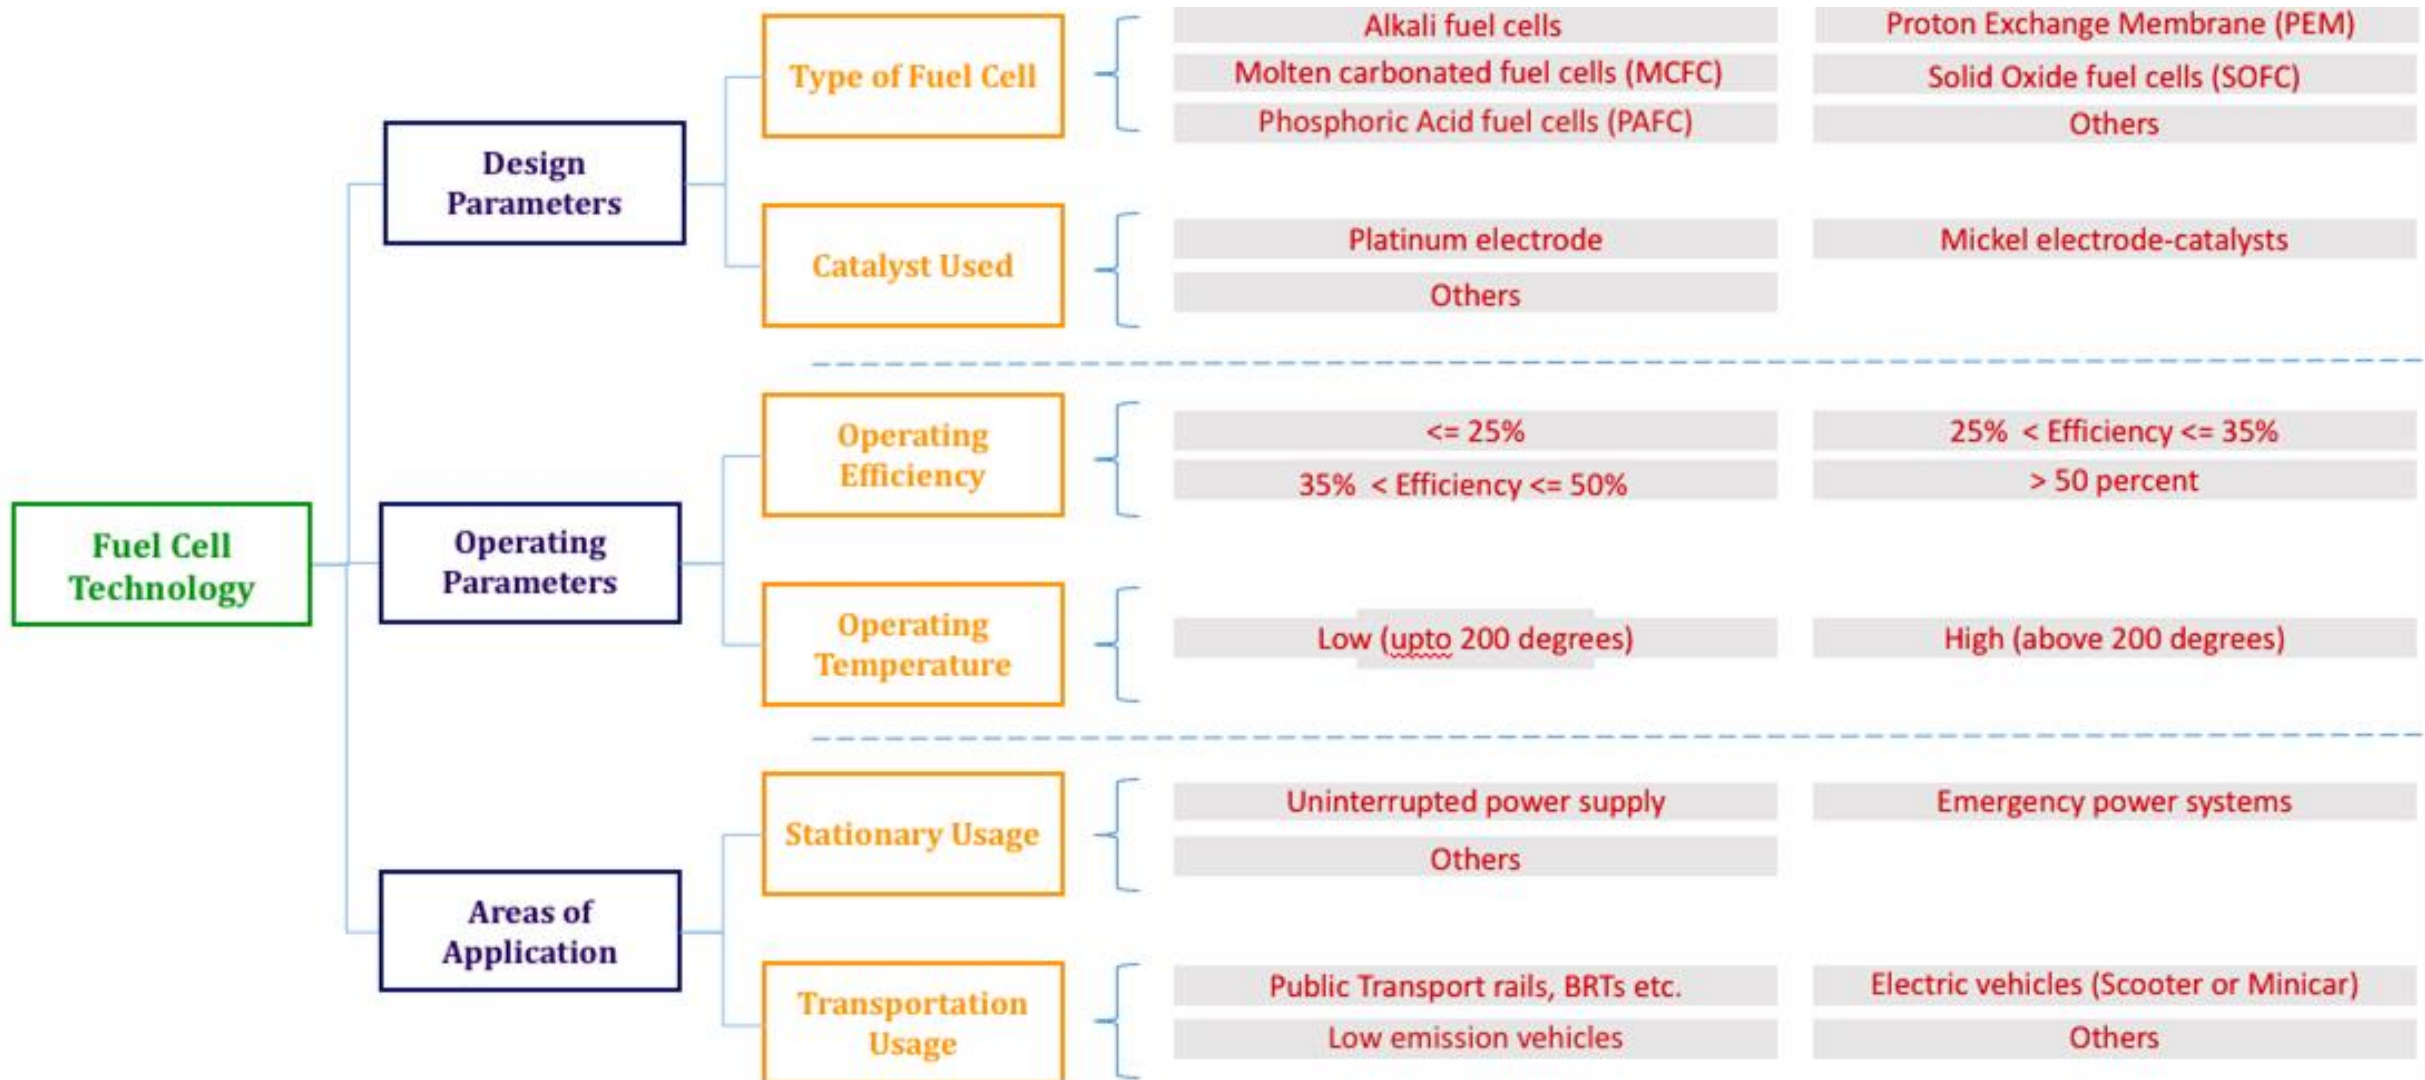 Fuel Cell
Technology
Design
Parameters
Type of Fuel Cell
Alkali fuel cells
Proton Exchange Membrane (PEM)
Molten carbonated fuel cells (MCFC)
Solid Oxide fuel cells (SOFC)
Phosphoric Acid fuel cells (PAFC)
Others
Catalyst Used
Platinum electrode
Mickel electrode-catalysts
Others
Operating
Parameters
Operating
Efficiency
<= 25%
25% < Efficiency <= 35%
35% < Efficiency <= 50%
> 50 percent
Operating
Temperature
Low (upto 200 degrees)
High (above 200 degrees)
Areas of
Application
Stationary Usage
Uninterrupted power supply
Emergency power systems
Others
Transportation
Usage
Public Transport rails, BRTs etc.
Electric vehicles (Scooter or Minicar)
Low emission vehicles
Others